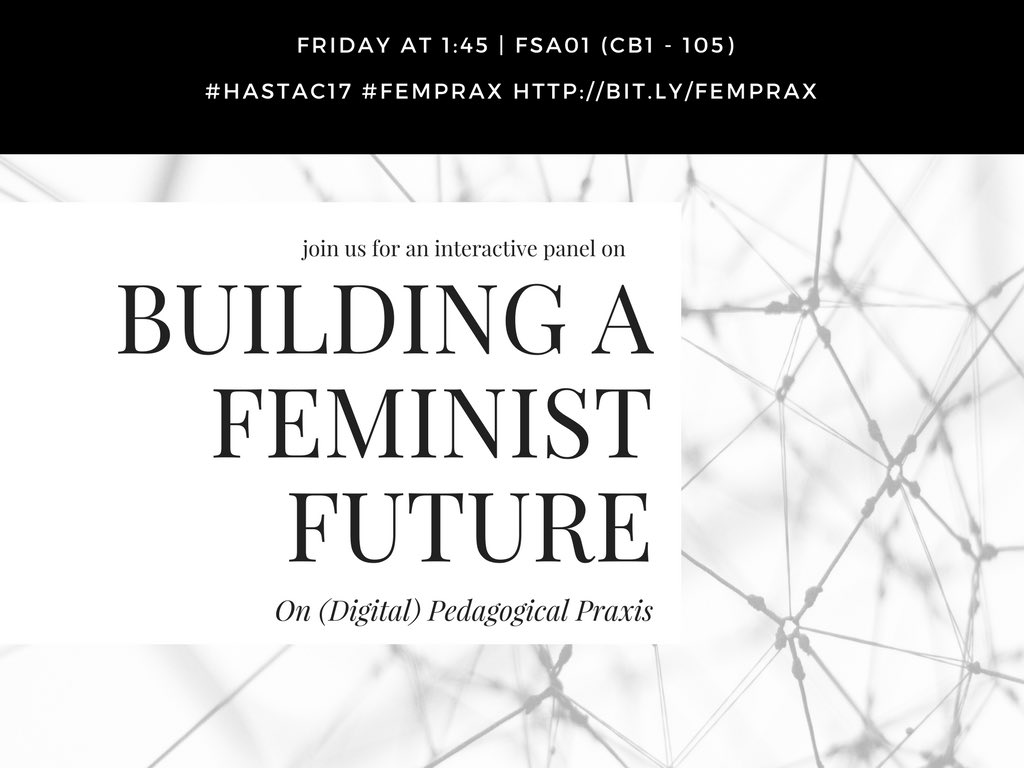 FRIDAY AT 1:45 | FSA01 (CB1 - 105)
#HASTAC17 #FEMPRAX HTTP://BIT.LY/FEMPRAX
join us for an interactive panel on
BUILDING A
FEMINIST
FUTURE
On (Digital) Pedagogical Praxis